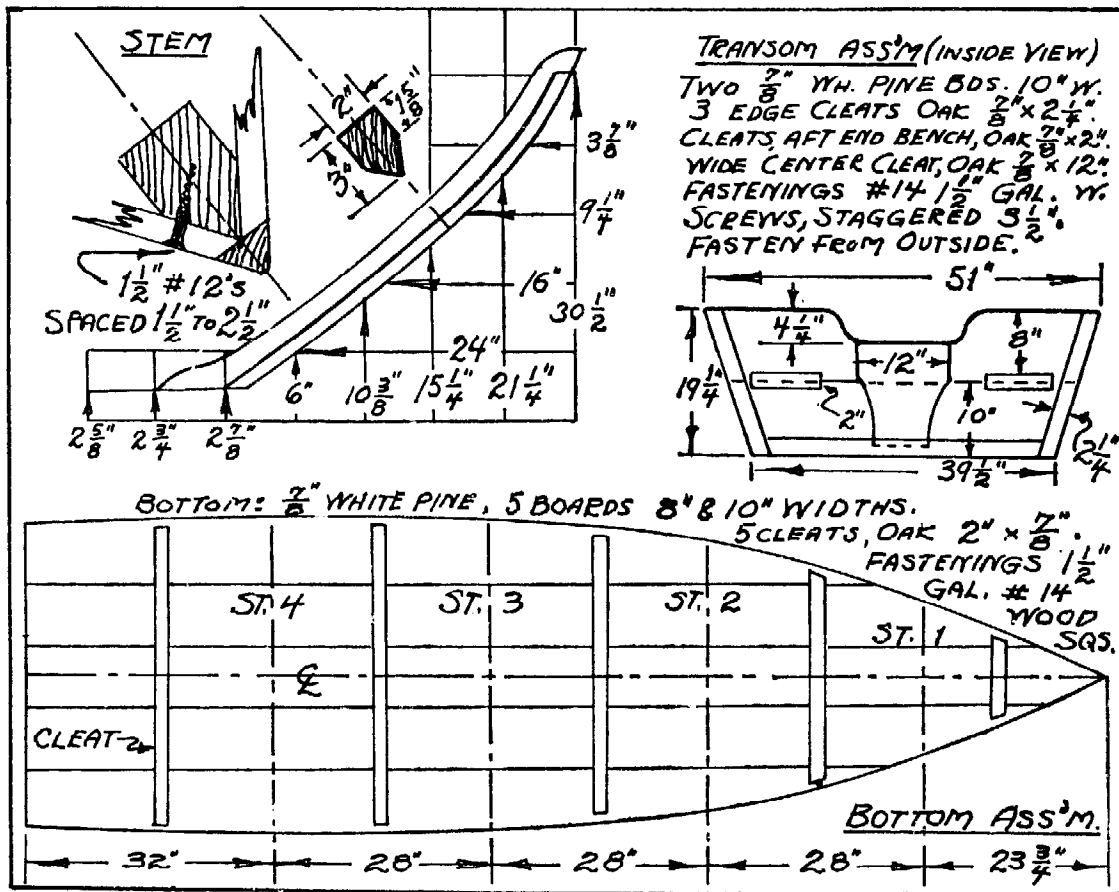 STEM
2"
1 5/8"
3"
1 1/2" #12's
SPACED 1 1/2" TO 2 1/2"
3 7/8"
9 1/4"
16"
30 1/2"
24"
6"
10 3/8"
15 1/4"
21 1/4"
2 5/8"
2 3/4"
2 7/8"
TRANSOM ASS'M (INSIDE VIEW)
TWO 7/8" WH. PINE BDS. 10" W.
3 EDGE CLEATS OAK 7/8" x 2 1/4".
CLEATS, AFT END BENCH, OAK 7/8" x 2".
WIDE CENTER CLEAT, OAK 7/8 x 12".
FASTENINGS #14 1 1/2" GAL. W.
SCREWS, STAGGERED 3 1/2".
FASTEN FROM OUTSIDE.
51"
4 1/4"
8"
12"
19 1/4"
2"
10"
2 1/4"
39 1/2"
BOTTOM: 7/8" WHITE PINE, 5 BOARDS 8" & 10" WIDTHS.
5 CLEATS, OAK 2" x 7/8".
FASTENINGS 1 1/2"
GAL. #14
WOOD
SQS.
ST. 4
ST. 3
ST. 2
ST. 1
CL
CLEAT
BOTTOM ASS'M.
32"
28"
28"
28"
23 3/4"